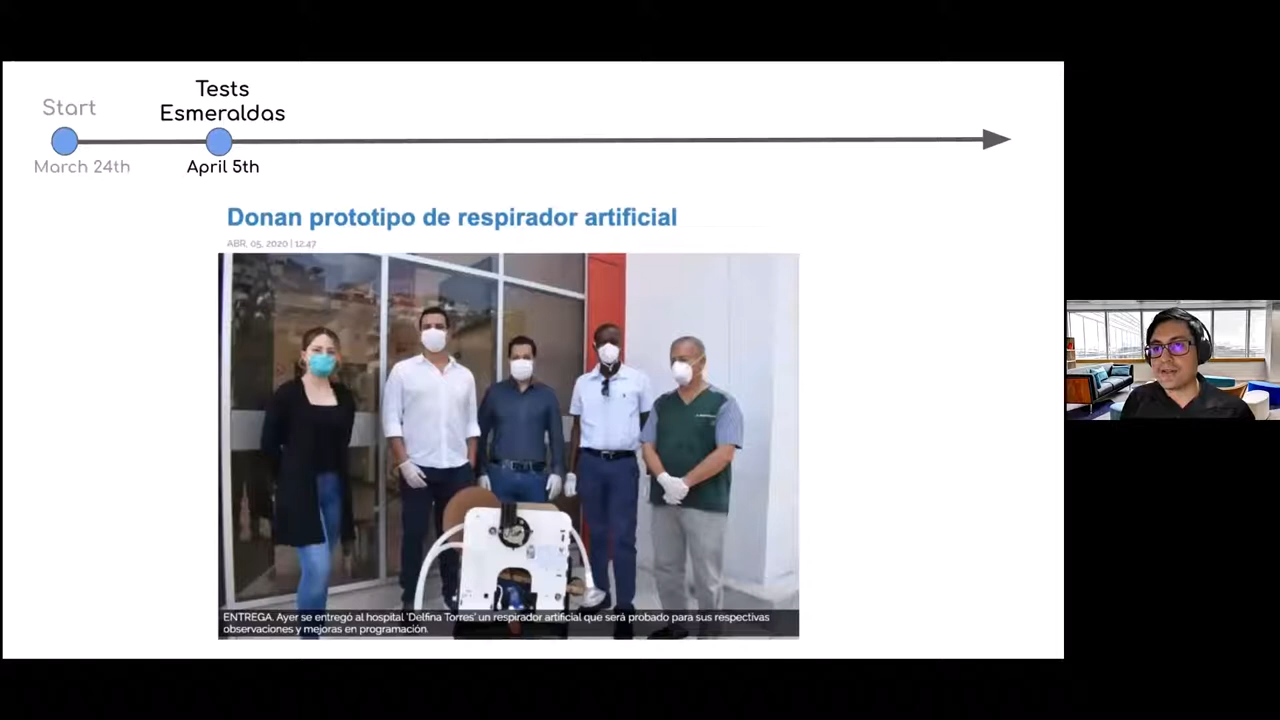 Start
Tests
Esmeraldas
March 24th
April 5th
Donan prototipo de respirador artificial
ABR, 05, 2020 | 12:47
ENTREGA. Ayer se entregó al hospital 'Delfina Torres' un respirador artificial que será probado para sus respectivas
observaciones y mejoras en programación.